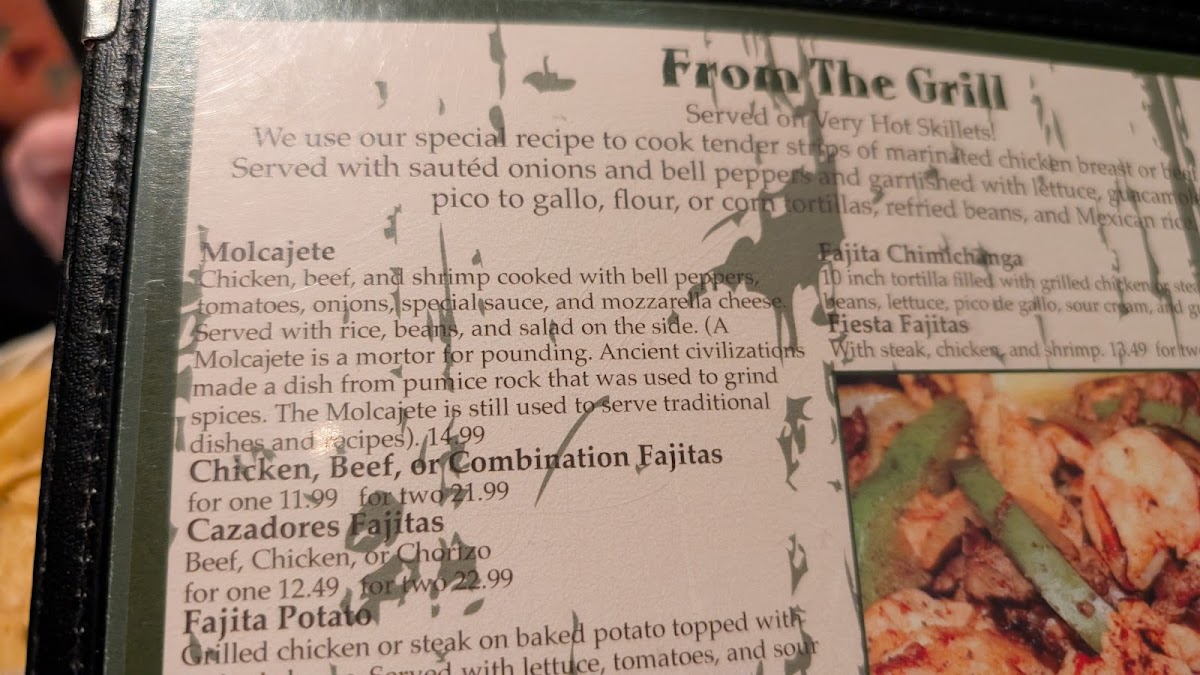 From The Grill
Served on Very Hot Skillets!
We use our special recipe to cook tender strips of marinated chicken breast or
Served with sautéd onions and bell peppers and garnished with lettuce,
pico to gallo, flour, or corn tortillas, refried beans, and Mexican
Molcajete
Chicken, beef, and shrimp cooked with bell peppers,
tomatoes, onions, special sauce, and mozzarella cheese.
Served with rice, beans, and salad on the side. (A
Molcajete is a mortor for pounding. Ancient civilizations
made a dish from pumice rock that was used to grind
spices. The Molcajete is still used to serve traditional
dishes and recipes). 14.99
Chicken, Beef, or Combination Fajitas
for one 11.99 for two 21.99
Cazadores Fajitas
Beef, Chicken, or Chorizo
for one 12.49 for two 22.99
Fajita Potato
Grilled chicken or steak on baked potato topped with
Served with lettuce, tomatoes, and sour
Fajita Chimichanga
10 inch tortilla filled with grilled chicken or
beans, lettuce, pico de gallo, sour cream, and
Fiesta Fajitas
With steak, chicken, and shrimp. 13.49 for